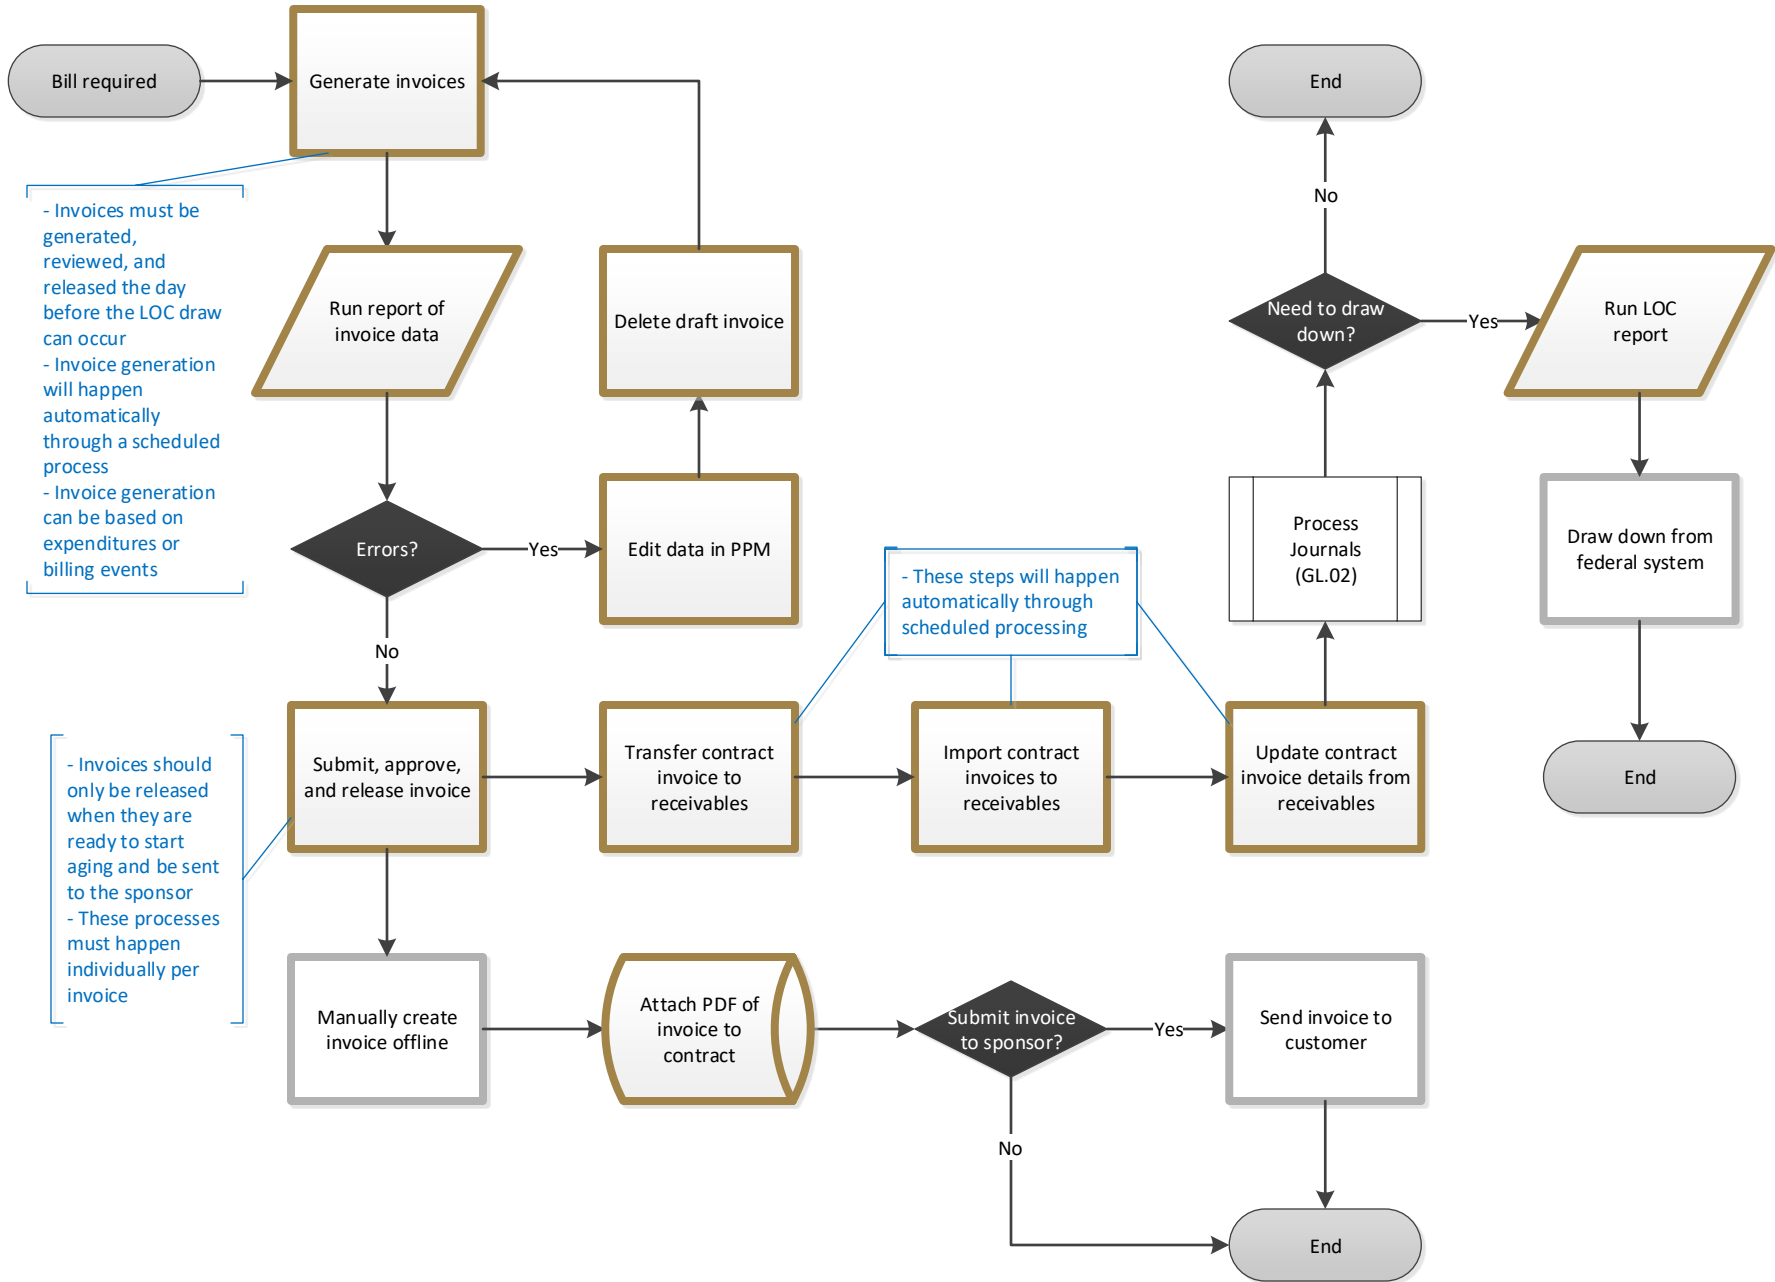 Bill required
Generate invoices
End
- Invoices must be
generated,
reviewed, and
released the day
before the LOC draw
can occur
- Invoice generation
will happen
automatically
through a scheduled
process
- Invoice generation
can be based on
expenditures or
billing events
No
Run report of
invoice data
Delete draft invoice
Need to draw
down?
Yes
Run LOC
report
Errors?
Yes
Edit data in PPM
- These steps will happen
automatically through
scheduled processing
Process
Journals
(GL.02)
Draw down from
federal system
No
- Invoices should
only be released
when they are
ready to start
aging and be sent
to the sponsor
- These processes
must happen
individually per
invoice
Submit, approve,
and release invoice
Transfer contract
invoice to
receivables
Import contract
invoices to
receivables
Update contract
invoice details from
receivables
End
Manually create
invoice offline
Attach PDF of
invoice to
contract
Submit invoice
to sponsor?
Yes
Send invoice to
customer
No
End